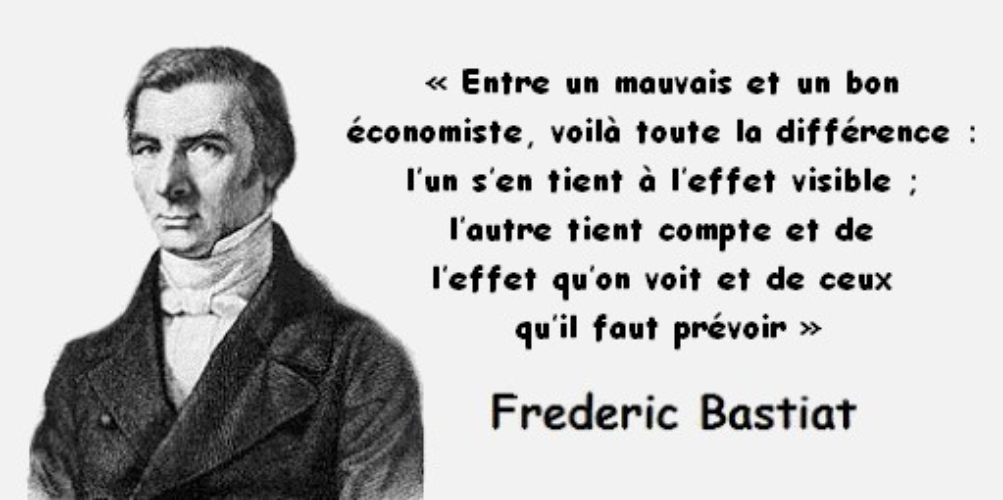 « Entre un mauvais et un bon
économiste, voilà toute la différence :
l'un s'en tient à l'effet visible ;
l'autre tient compte et de
l'effet qu'on voit et de ceux
qu'il faut prévoir »
Frederic Bastiat